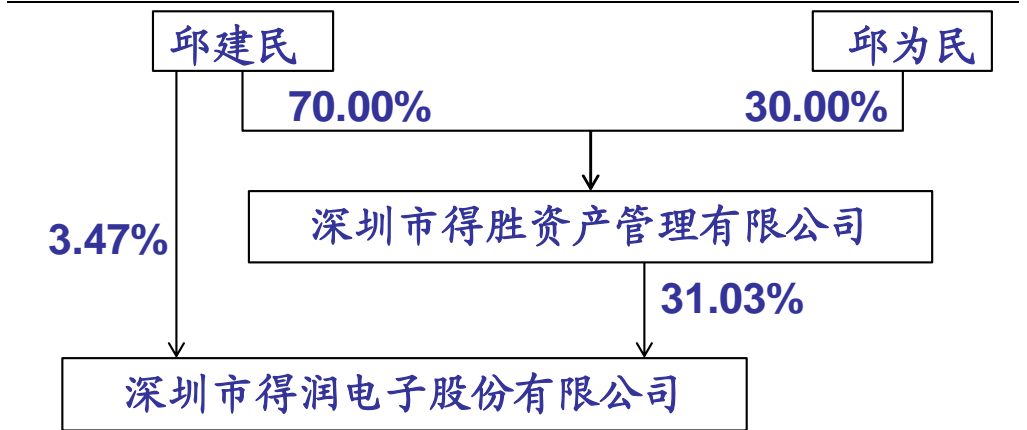 邱建民
邱为民
70.00%
30.00%
深圳市得胜资产管理有限公司
3.47%
31.03%
深圳市得润电子股份有限公司